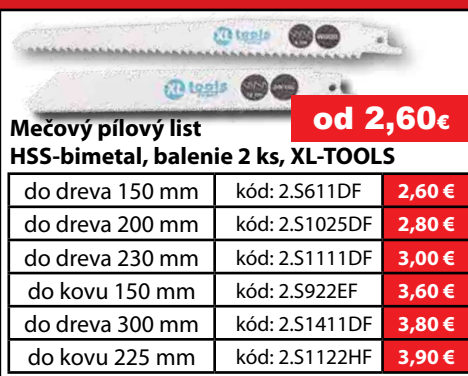 XL tools
XL tools
od 2,60€
Mečový pílový list
HSS-bimetal, balenie 2 ks, XL-TOOLS
do dreva 150 mm kód: 2.S611DF 2,60 €
do dreva 200 mm kód: 2.S1025DF 2,80 €
do dreva 230 mm kód: 2.S1111DF 3,00 €
do kovu 150 mm kód: 2.S922EF 3,60 €
do dreva 300 mm kód: 2.S1411DF 3,80 €
do kovu 225 mm kód: 2.S1122HF 3,90 €